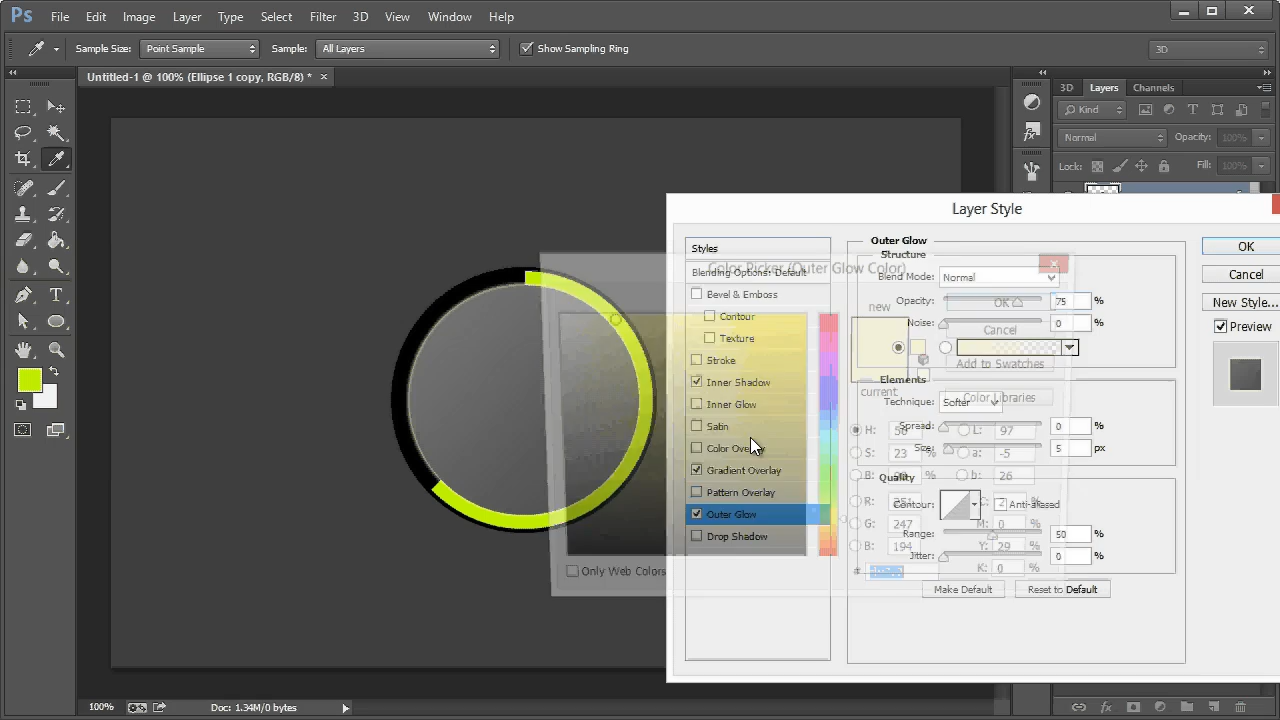 Ps File Edit Image Layer Type Select Filter 3D View Window Help
Sample Size: Point Sample Sample: All Layers Show Sampling Ring 3D
Untitled-1 @ 100% (Ellipse 1 copy, RGB/8) * ×
3D Layers Channels
Kind
Normal Opacity: 100%
Lock: Fill: 100%
Layer Style
Styles
Blending Options: Default
Bevel & Emboss
Contour
Texture
Stroke
Inner Shadow
Inner Glow
Satin
Color Overlay
Gradient Overlay
Pattern Overlay
Outer Glow
Drop Shadow
Outer Glow
Structure
Blend Mode: Normal
Opacity: 75 %
Noise: 0 %
Elements
Technique: Softer
Spread: 0 %
Size: 5 px
Quality
Contour: Anti-aliased
Range: 50 %
Jitter: 0 %
Make Default Reset to Default
OK
Cancel
New Style...
Preview
Color Picker (Outer Glow Color)
new
current
OK
Cancel
Add to Swatches
Color Libraries
H: L: 97
S: 23 % a: -5
B: % b: 26
R: C:
G: 247 M: 0 %
B: 194 Y: 29 %
# K: 0 %
Only Web Colors
100% Doc: 1.34M/0 bytes